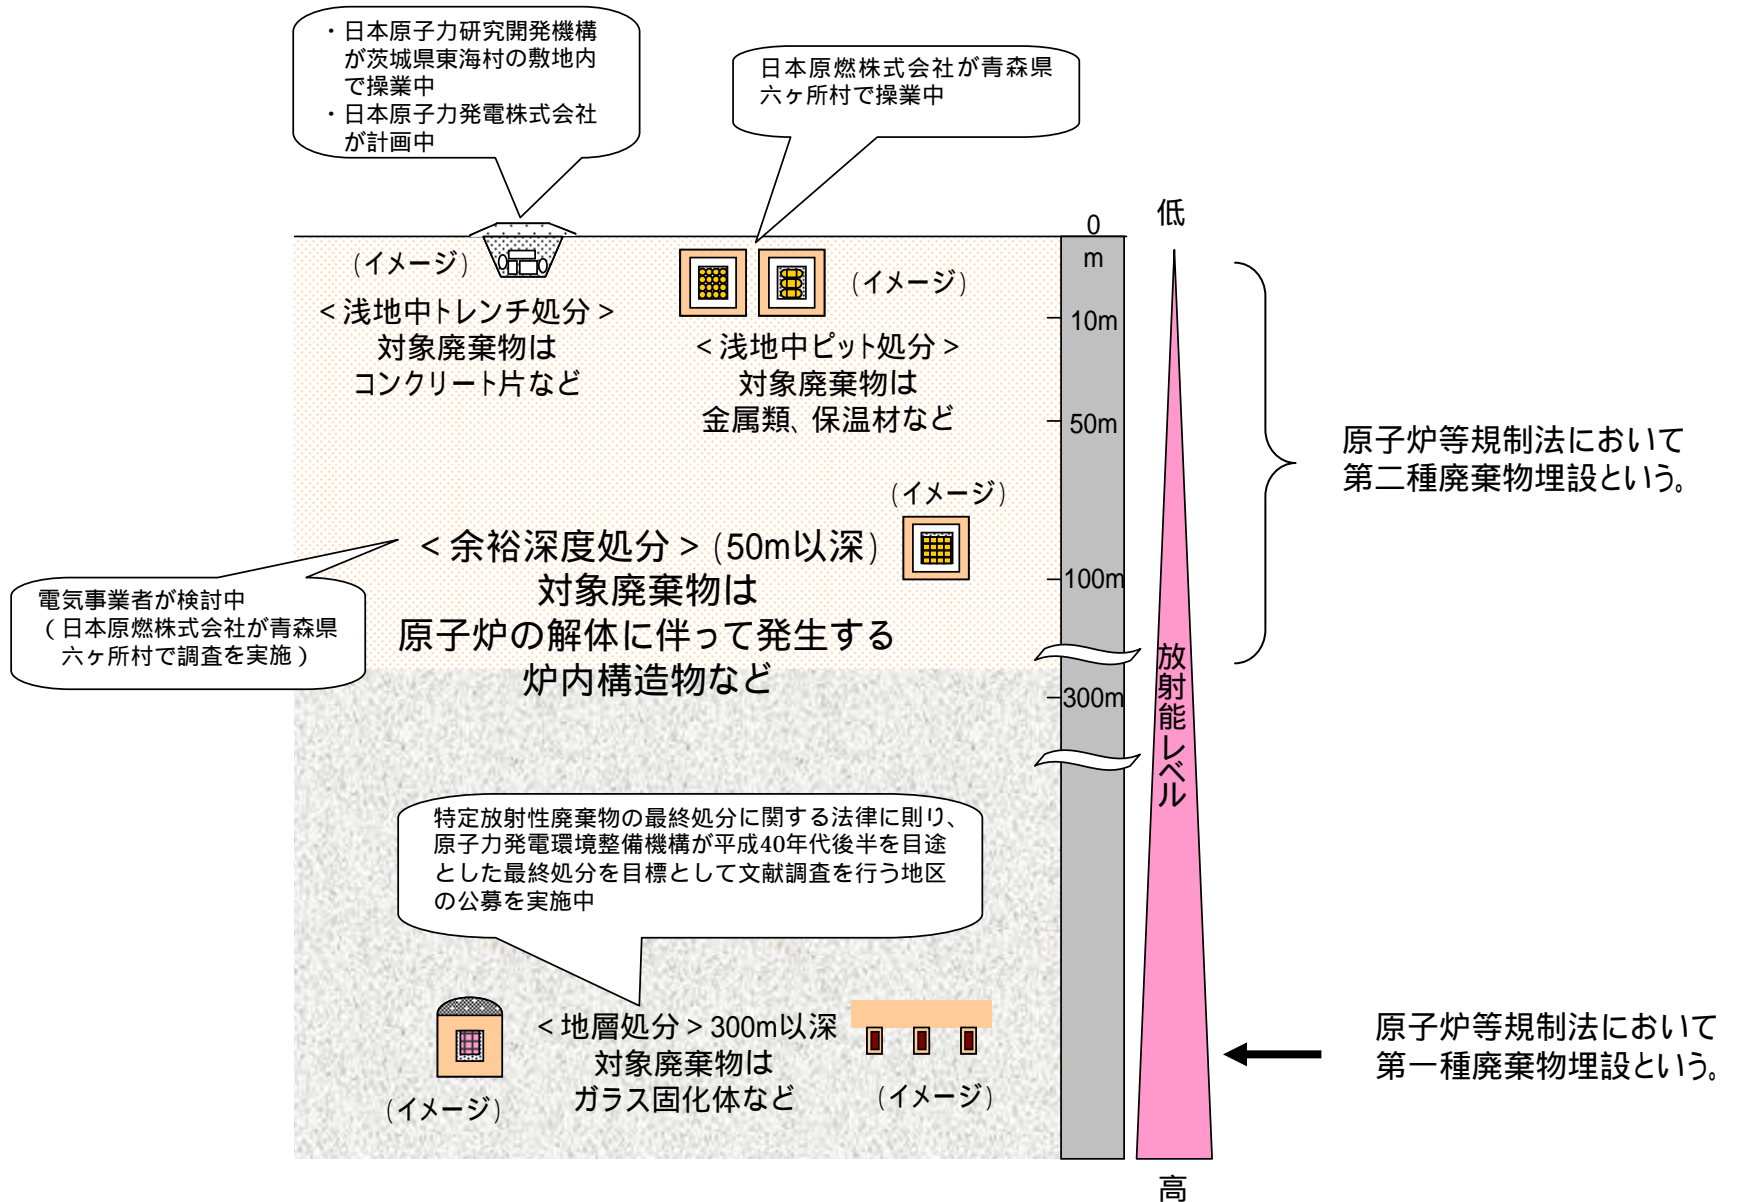 ・日本原子力研究開発機構
が茨城県東海村の敷地内
で操業中
・日本原子力発電株式会社
が計画中
日本原燃株式会社が青森県
六ヶ所村で操業中
低
0
m
10m
50m
100m
300m
(イメージ)
<浅地中トレンチ処分>
対象廃棄物は
コンクリート片など
(イメージ)
<浅地中ピット処分>
対象廃棄物は
金属類、保温材など
原子炉等規制法において
第二種廃棄物埋設という。
(イメージ)
<余裕深度処分>(50m以深)
対象廃棄物は
原子炉の解体に伴って発生する
炉内構造物など
電気事業者が検討中
(日本原燃株式会社が青森県
六ヶ所村で調査を実施)
放射能レベル
特定放射性廃棄物の最終処分に関する法律に則り、
原子力発電環境整備機構が平成40年代後半を目途
とした最終処分を目標として文献調査を行う地区
の公募を実施中
<地層処分>300m以深
対象廃棄物は
ガラス固化体など
(イメージ)
(イメージ)
原子炉等規制法において
第一種廃棄物埋設という。
高